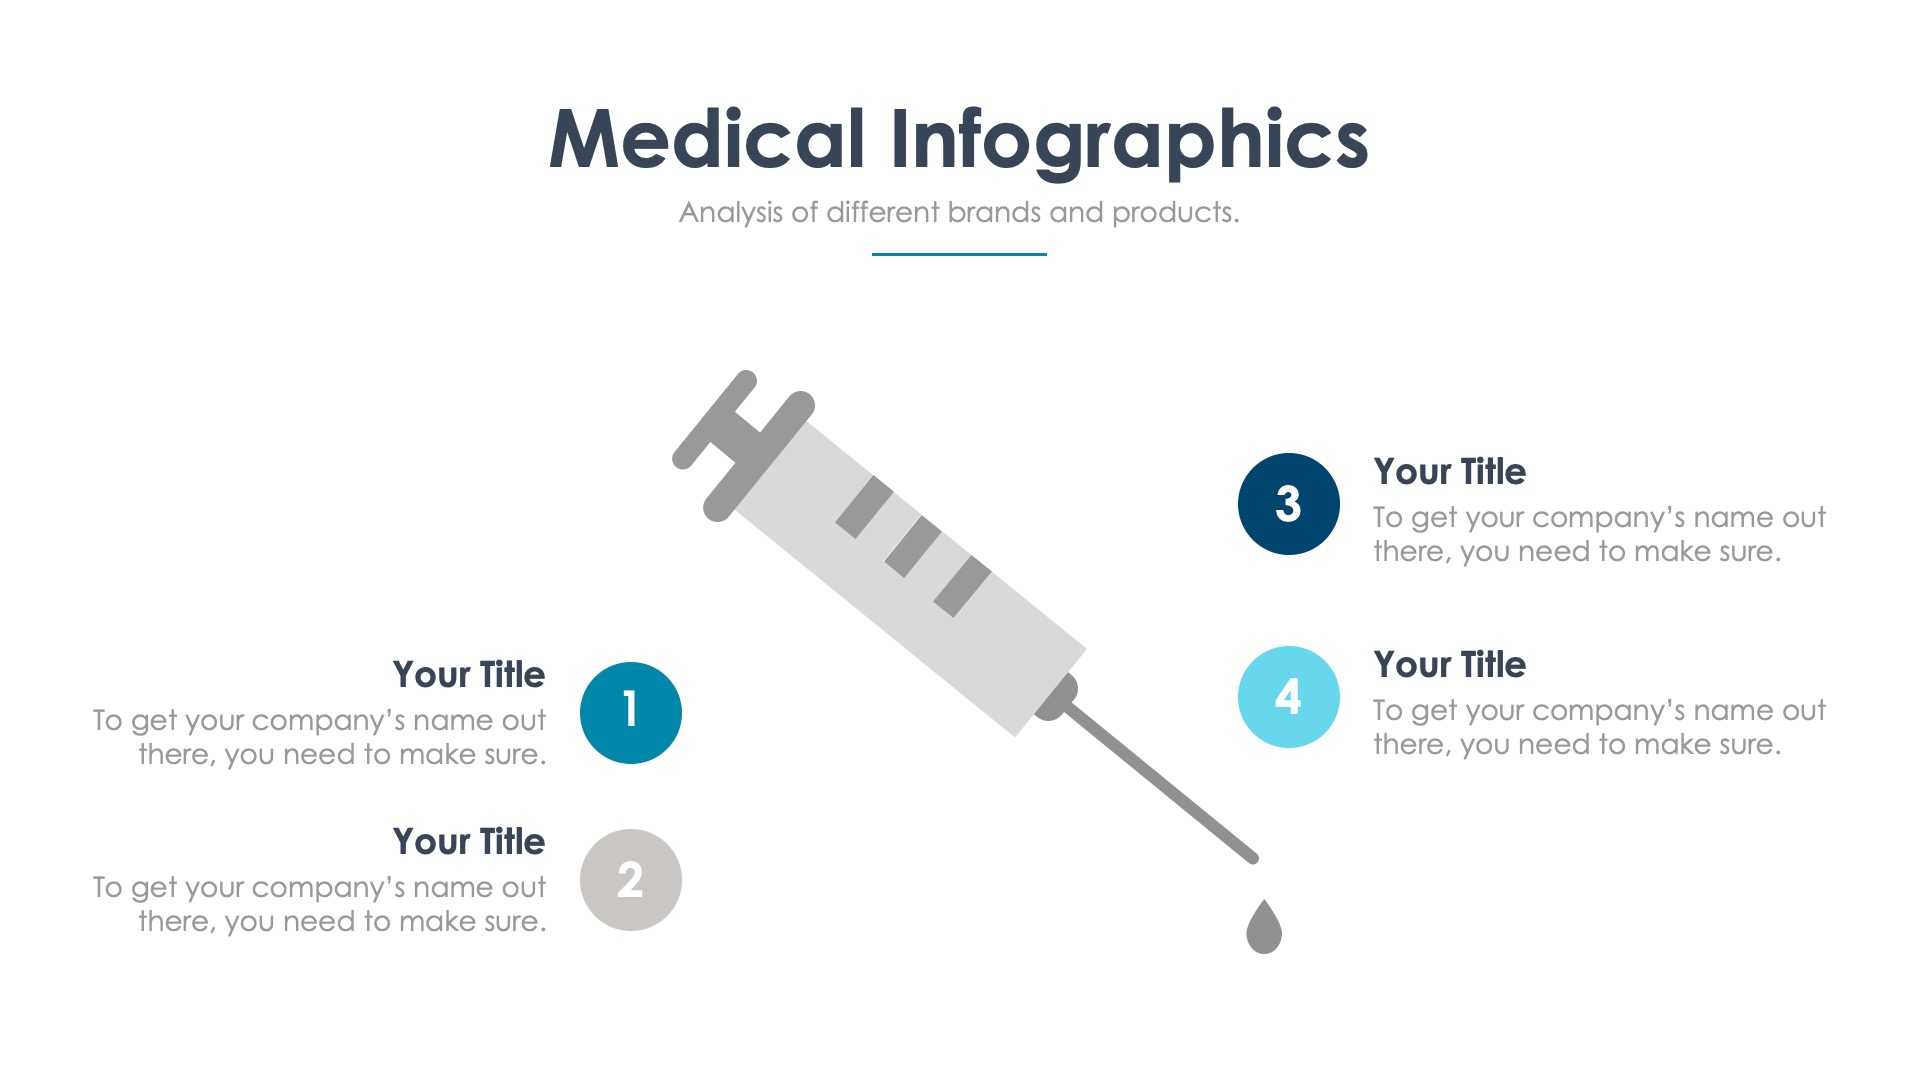 Medical Infographics
Analysis of different brands and products.
1
Your Title
To get your company’s name out
there, you need to make sure.
2
Your Title
To get your company’s name out
there, you need to make sure.
3
Your Title
To get your company’s name out
there, you need to make sure.
4
Your Title
To get your company’s name out
there, you need to make sure.